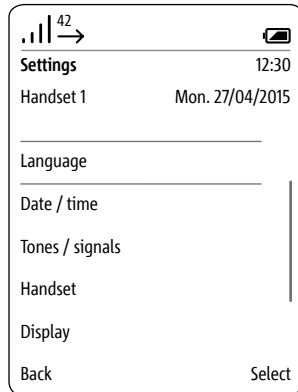 42
Settings 12:30
Handset 1 Mon. 27/04/2015
Language
Date / time
Tones / signals
Handset
Display
Back Select